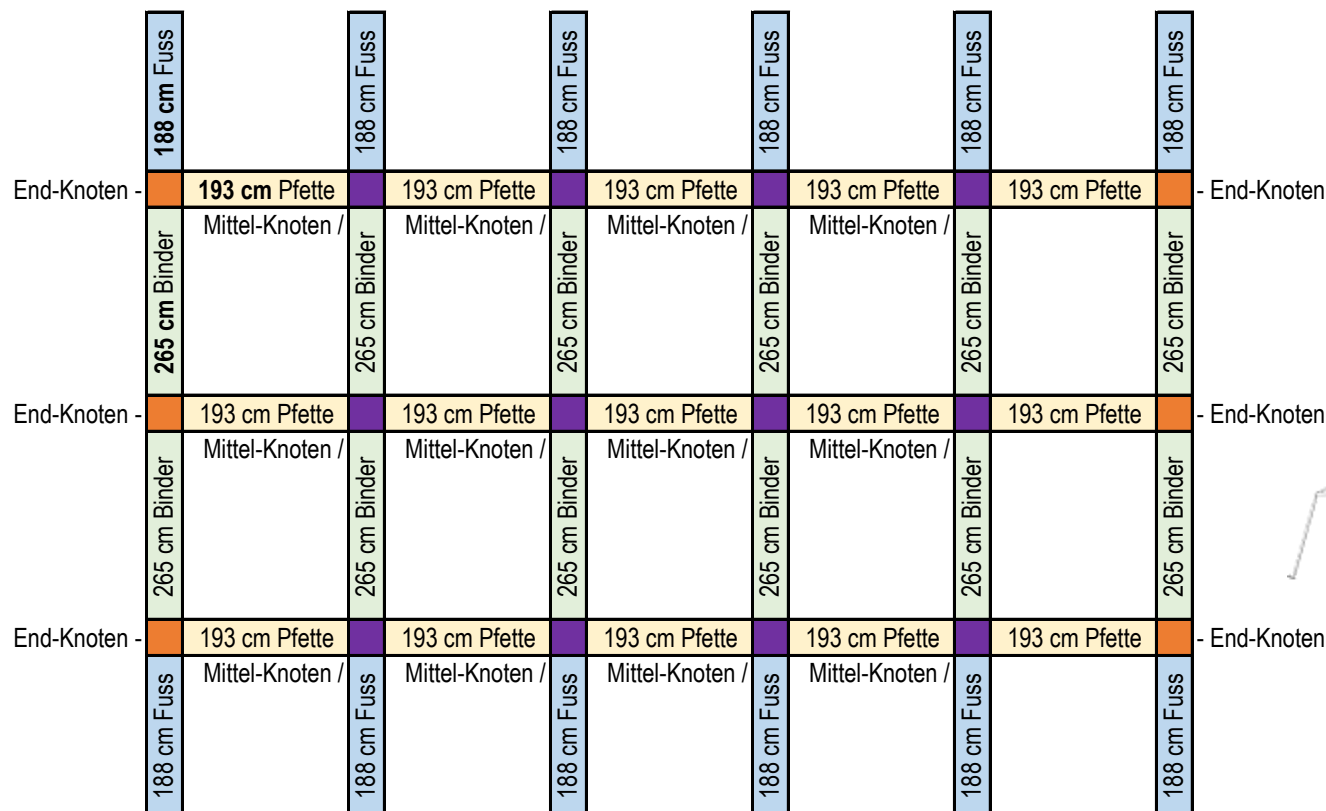 188 cm Fuss 188 cm Fuss 188 cm Fuss 188 cm Fuss 188 cm Fuss 188 cm Fuss
End-Knoten - 193 cm Pfette 193 cm Pfette 193 cm Pfette 193 cm Pfette 193 cm Pfette - End-Knoten
Mittel-Knoten / Mittel-Knoten / Mittel-Knoten / Mittel-Knoten /
265 cm Binder 265 cm Binder 265 cm Binder 265 cm Binder 265 cm Binder 265 cm Binder
End-Knoten - 193 cm Pfette 193 cm Pfette 193 cm Pfette 193 cm Pfette 193 cm Pfette - End-Knoten
Mittel-Knoten / Mittel-Knoten / Mittel-Knoten / Mittel-Knoten /
265 cm Binder 265 cm Binder 265 cm Binder 265 cm Binder 265 cm Binder 265 cm Binder
End-Knoten - 193 cm Pfette 193 cm Pfette 193 cm Pfette 193 cm Pfette 193 cm Pfette - End-Knoten
Mittel-Knoten / Mittel-Knoten / Mittel-Knoten / Mittel-Knoten /
188 cm Fuss 188 cm Fuss 188 cm Fuss 188 cm Fuss 188 cm Fuss 188 cm Fuss